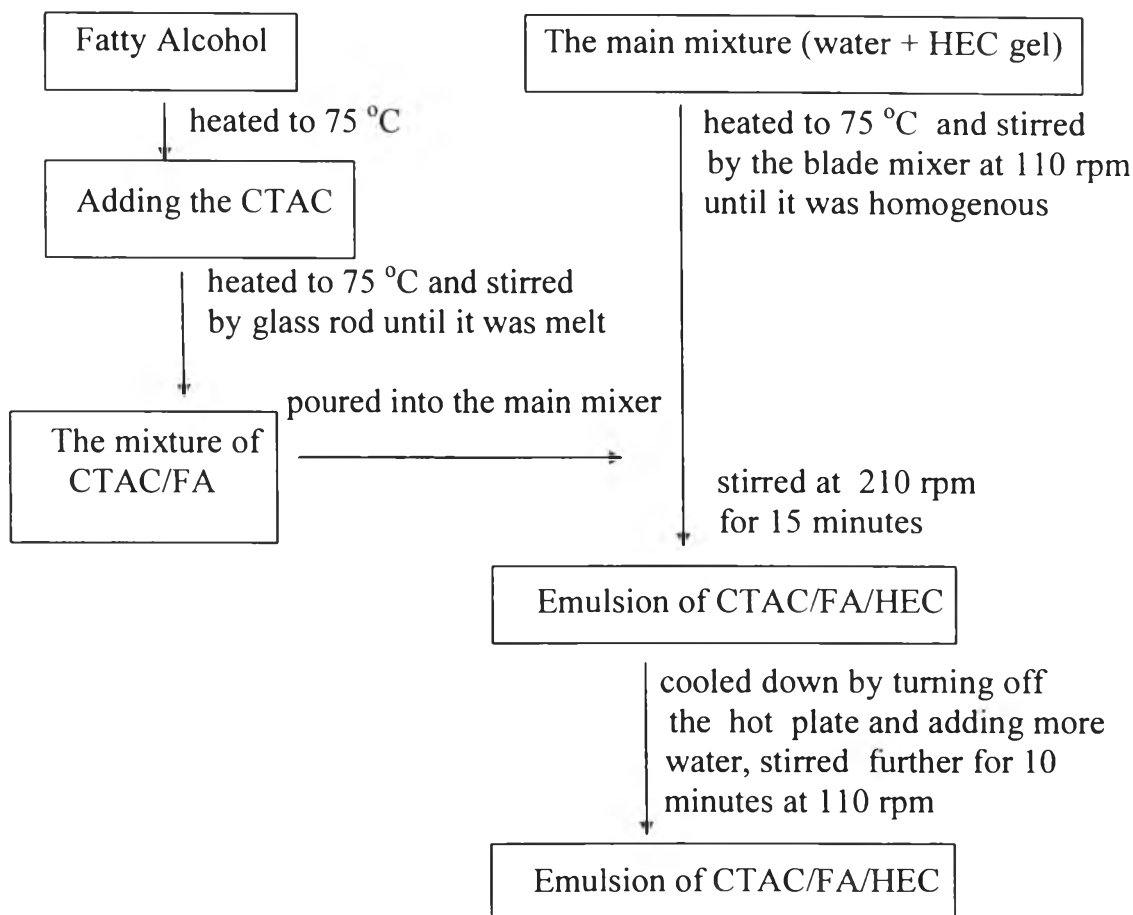 Fatty Alcohol
heated to 75 °C
Adding the CTAC
heated to 75 °C and stirred
by glass rod until it was melt
The mixture of
CTAC/FA
poured into the main mixer
The main mixture (water + HEC gel)
heated to 75 °C and stirred
by the blade mixer at 110 rpm
until it was homogenous
stirred at 210 rpm
for 15 minutes
Emulsion of CTAC/FA/HEC
cooled down by turning off
the hot plate and adding more
water, stirred further for 10
minutes at 110 rpm
Emulsion of CTAC/FA/HEC